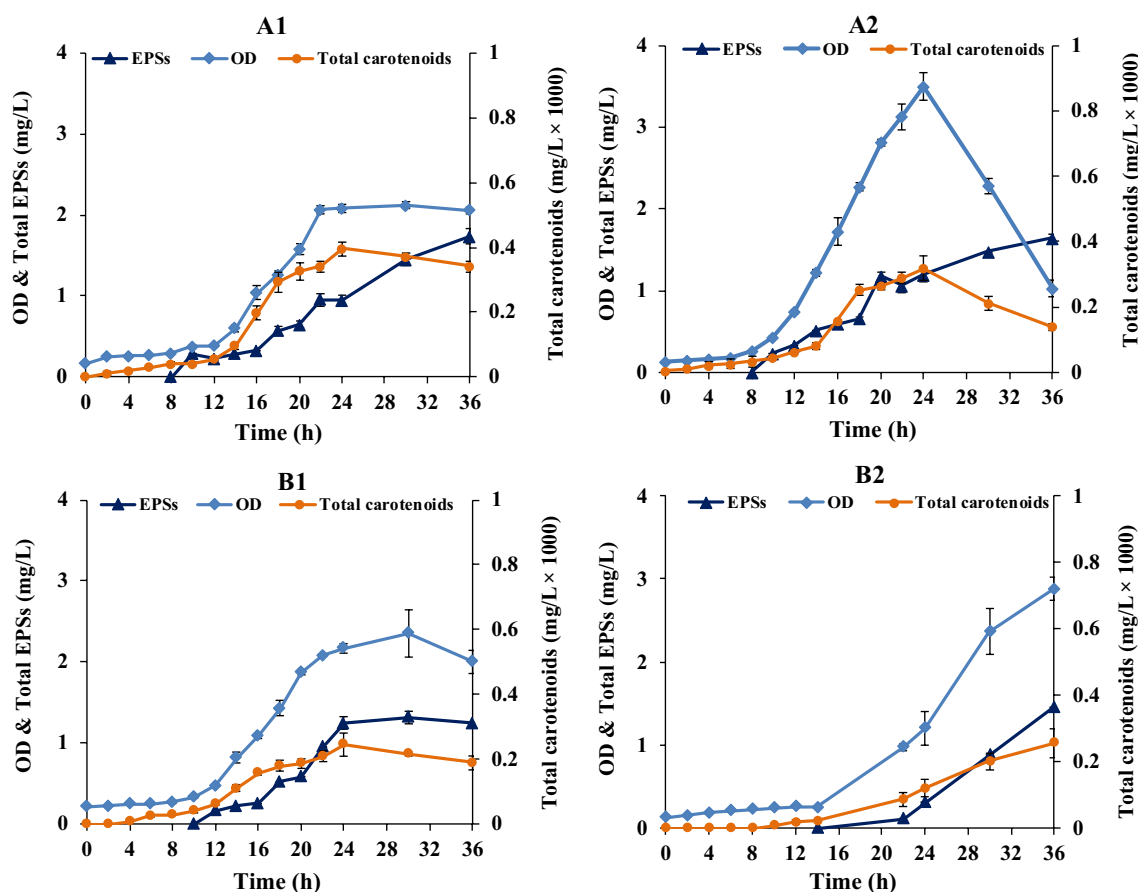 A1
EPSs OD Total carotenoids
OD & Total EPSs (mg/L)
4
3
2
1
0
0 4 8 12 16 20 24 28 32 36
Time (h)
1
0.8
0.6
0.4
0.2
0
Total carotenoids (mg/L × 1000)
A2
EPSs OD Total carotenoids
OD & Total EPSs (mg/L)
4
3
2
1
0
0 4 8 12 16 20 24 28 32 36
Time (h)
1
0.8
0.6
0.4
0.2
0
Total carotenoids (mg/L × 1000)
B1
EPSs OD Total carotenoids
OD & Total EPSs (mg/L)
4
3
2
1
0
0 4 8 12 16 20 24 28 32 36
Time (h)
1
0.8
0.6
0.4
0.2
0
Total carotenoids (mg/L × 1000)
B2
EPSs OD Total carotenoids
OD & Total EPSs (mg/L)
4
3
2
1
0
0 4 8 12 16 20 24 28 32 36
Time (h)
1
0.8
0.6
0.4
0.2
0
Total carotenoids (mg/L × 1000)